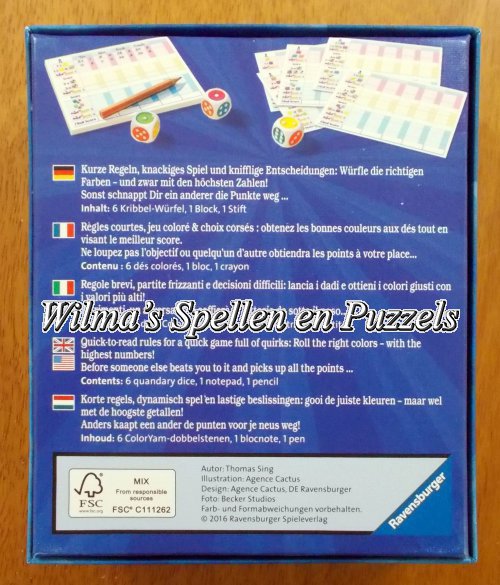 Kurze Regeln, knackiges Spiel und knifflige Entscheidungen: Würfle die richtigen
Farben – und zwar mit den höchsten Zahlen!
Sonst schnappt Dir ein anderer die Punkte weg ...
Inhalt: 6 Kribbel-Würfel, 1 Block, 1 Stift
Règles courtes, jeu coloré & choix corsés : obtenez les bonnes couleurs aux dés tout en
visant le meilleur score.
Ne loupez pas l'objectif ou quelqu'un d'autre obtiendra les points à votre place...
Contenu : 6 dés colorés, 1 bloc, 1 crayon
Regole brevi, partite frizzanti e decisioni difficili: lancia i dadi e ottieni i colori giusti con
i valori più alti!
Wilma's Spellen en Puzzels
Quick-to-read rules for a quick game full of quirks: Roll the right colors – with the
highest numbers!
Before someone else beats you to it and picks up all the points ...
Contents: 6 quandary dice, 1 notepad, 1 pencil
Korte regels, dynamisch spel en lastige beslissingen: gooi de juiste kleuren – maar wel
met de hoogste getallen!
Anders kaapt een ander de punten voor je neus weg!
Inhoud: 6 ColorYam-dobbelstenen, 1 blocnote, 1 pen
FSC
www.fsc.org
MIX
From responsible
sources
FSC® C111262
Autor: Thomas Sing
Illustration: Agence Cactus
Design: Agence Cactus, DE Ravensburger
Foto: Becker Studios
Farb- und Formabweichungen vorbehalten.
© 2016 Ravensburger Spieleverlag
Ravensburger